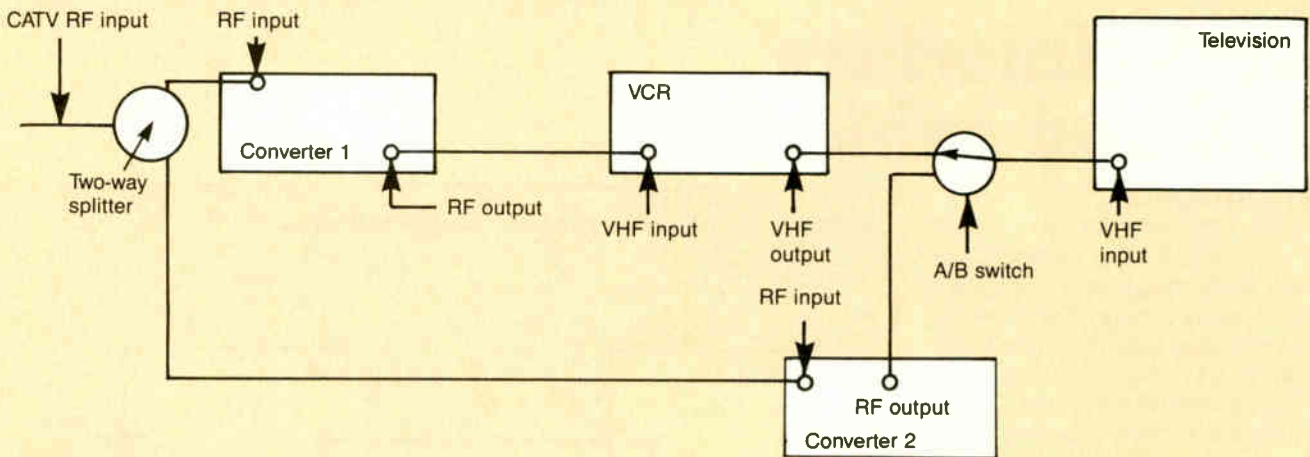 CATV RF input
RF input
Television
VCR
Converter 1
Two-way
splitter
RF output
VHF input
VHF
output
A/B switch
VHF
input
RF input
RF output
Converter 2